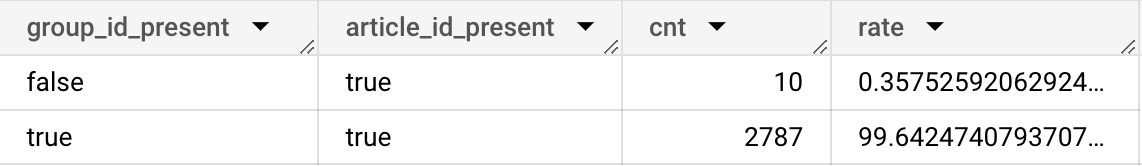 group_id_present article_id_present cnt rate
false true 10 0.35752592062924…
true true 2787 99.6424740793707…